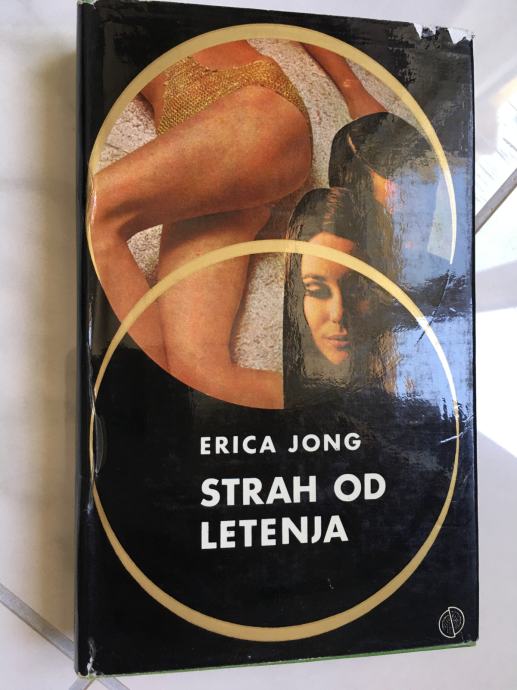 ERICA JONG
STRAH OD
LETENJA